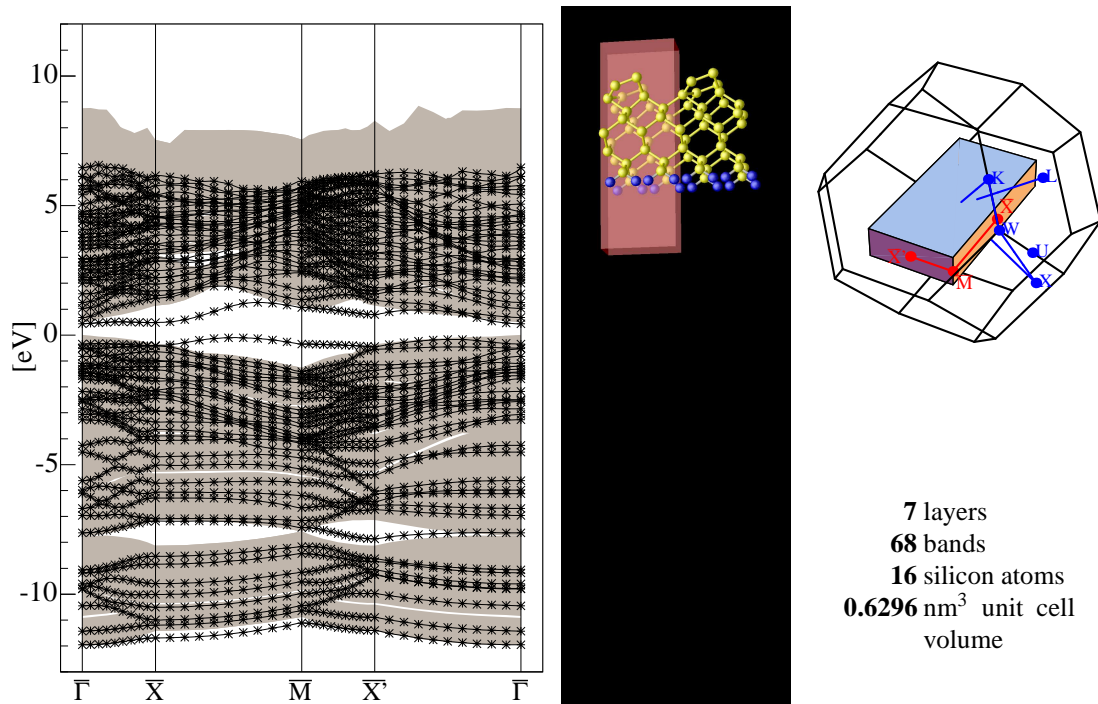 10
5
0
-5
-10
[eV]
Γ̅ X̅ M̅ X̅' Γ̅
K
L
X
W
U
X'
M
X
7 layers
68 bands
16 silicon atoms
0.6296 nm³ unit cell
volume